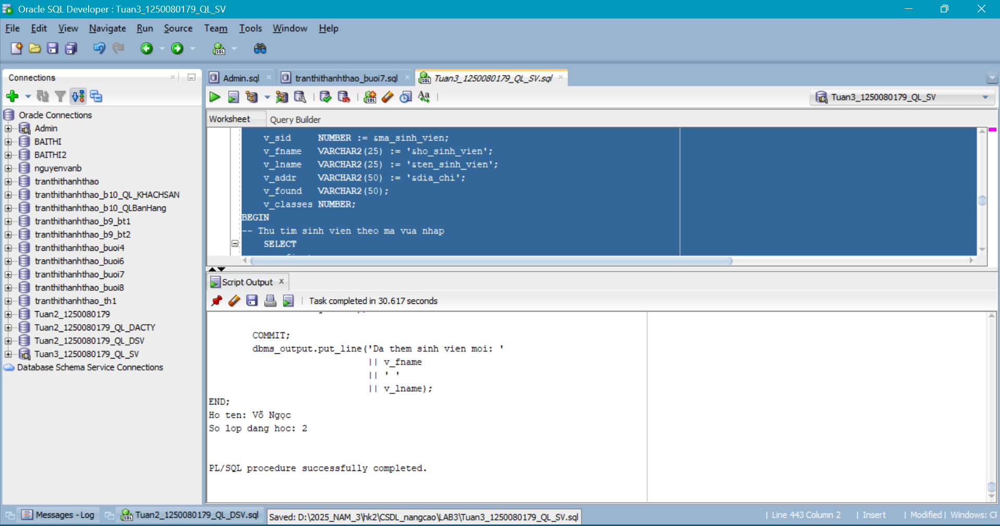 Oracle SQL Developer : Tuan3_1250080179_QL_SV
File Edit View Navigate Run Source Team Tools Window Help
Connections
Oracle Connections
Admin
BAITHI
BAITHI2
nguyenvanb
tranthithanhthao
tranthithanhthao_b10_QL_KHACHSAN
tranthithanhthao_b10_QLBanHang
tranthithanhthao_b9_bt1
tranthithanhthao_b9_bt2
tranthithanhthao_buoi4
tranthithanhthao_buoi6
tranthithanhthao_buoi7
tranthithanhthao_buoi8
tranthithanhthao_th1
Tuan2_1250080179
Tuan2_1250080179_QL_DACTY
Tuan2_1250080179_QL_DSV
Tuan3_1250080179_QL_SV
Database Schema Service Connections
Admin.sql tranthithanhthao_buoi7.sql Tuan3_1250080179_QL_SV.sql
Tuan3_1250080179_QL_SV
Worksheet Query Builder
v_sid NUMBER := &ma_sinh_vien;
v_fname VARCHAR2(25) := '&ho_sinh_vien';
v_lname VARCHAR2(25) := '&ten_sinh_vien';
v_addr VARCHAR2(50) := '&dia_chi';
v_found VARCHAR2(50);
v_classes NUMBER;
BEGIN
-- Thu tim sinh vien theo ma vua nhap
SELECT
Script Output
Task completed in 30.617 seconds
COMMIT;
dbms_output.put_line('Da them sinh vien moi: '
|| v_fname
|| ' '
|| v_lname);
END;
Ho ten: Võ Ngọc
So lop dang hoc: 2
PL/SQL procedure successfully completed.
Messages - Log Tuan2_1250080179_QL_DSV.sql Saved: D:\2025_NAM_3\hk2\CSDL_nangcao\LAB3\Tuan3_1250080179_QL_SV.sql
| Line 443 Column 2 | Insert | Modified | Windows: